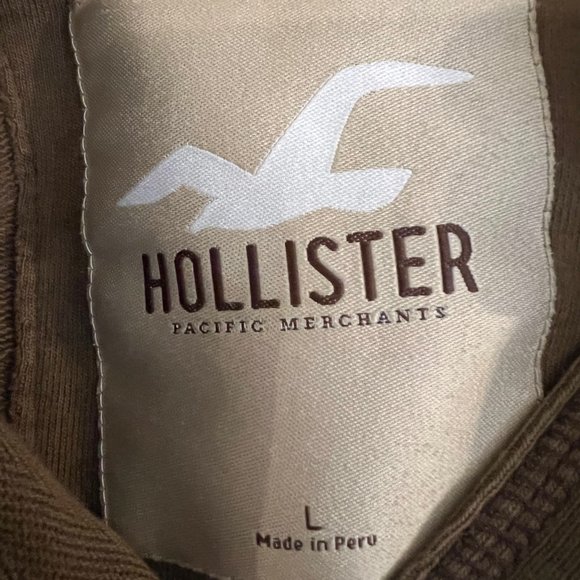 HOLLISTER
PACIFIC MERCHANTS
L
Made in Peru